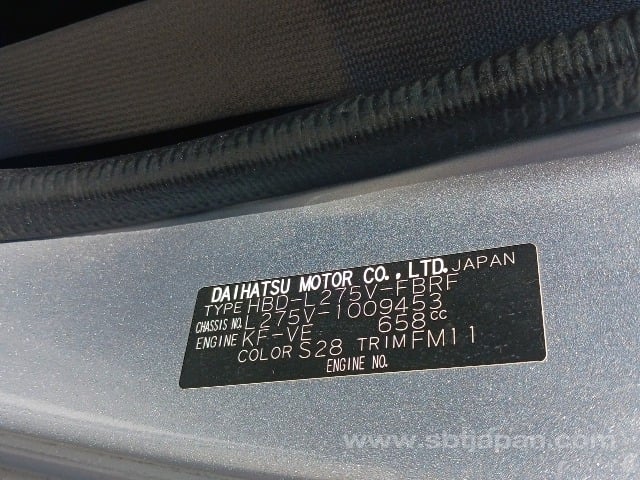 DAIHATSU MOTOR CO., LTD. JAPAN
TYPE HBD-L275V-FBRF
CHASSIS NO. L275V-1009453
ENGINE KF-VE 658cc
COLOR S28 TRIM FM11
ENGINE NO.
www.sbtjapan.com